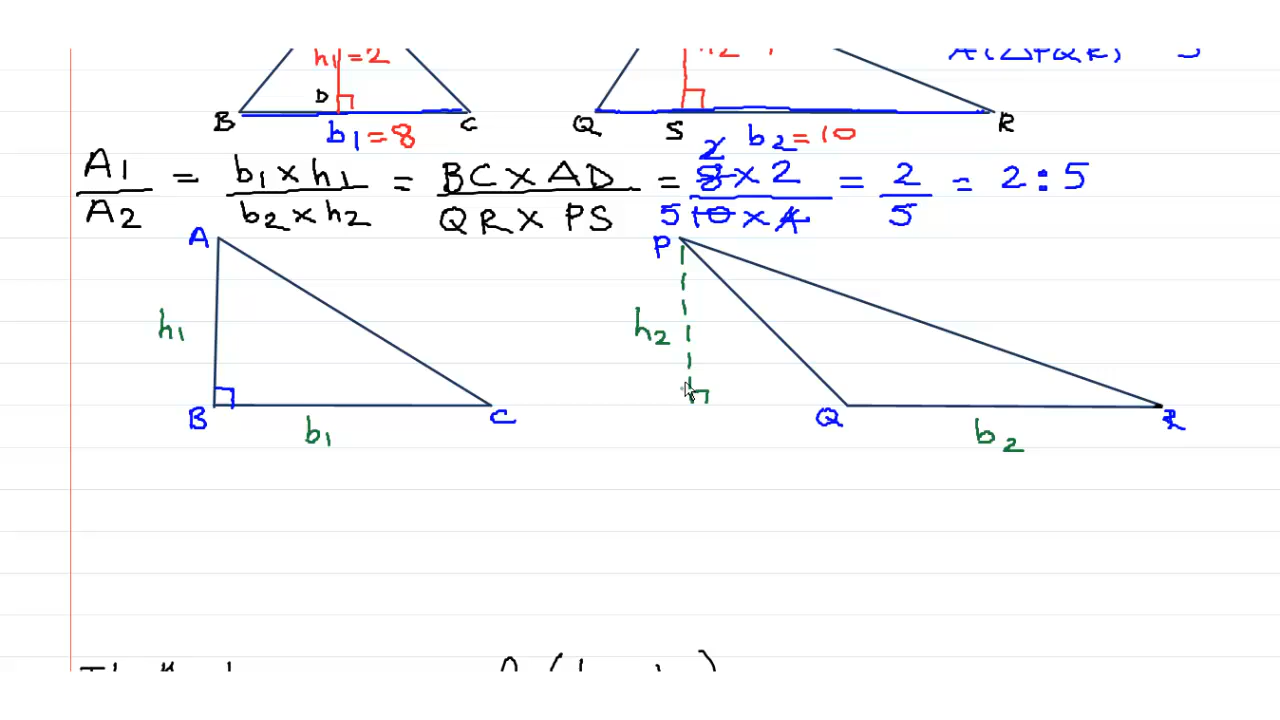 h1=2
D
B b1=8 C Q S b2=10 R
A1/A2 = b1×h1/b2×h2 = BC×AD/QR×PS = 2 8×2/5 10×4 = 2/5 = 2:5
A P
h1 h2
B C Q R
b1 b2